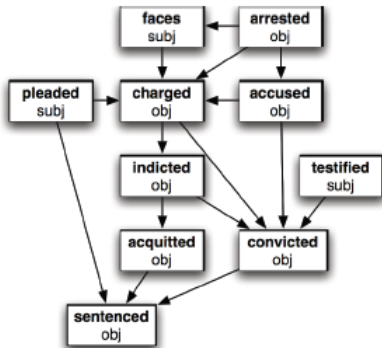 faces
subj
arrested
obj
pleaded
subj
charged
obj
accused
obj
indicted
obj
testified
subj
acquitted
obj
convicted
obj
sentenced
obj